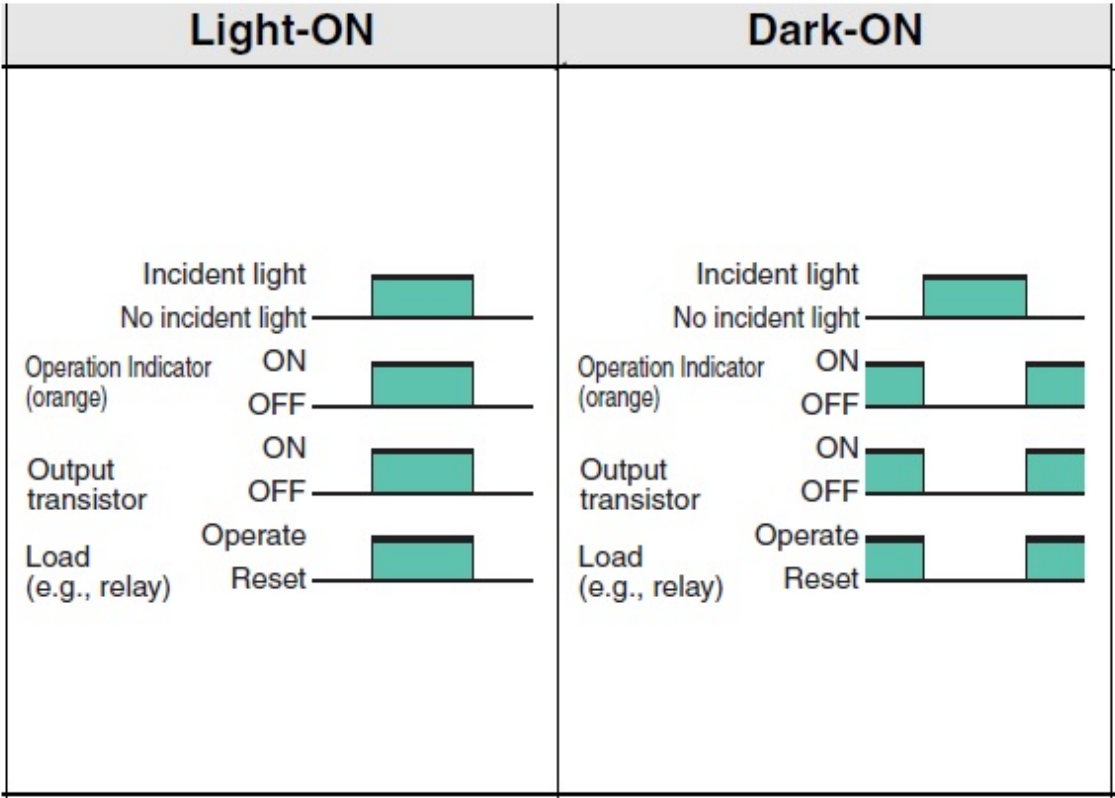 Light-ON
Dark-ON
Incident light
No incident light
Operation Indicator
(orange)
ON
OFF
Output
transistor
ON
OFF
Load
(e.g., relay)
Operate
Reset
Incident light
No incident light
Operation Indicator
(orange)
ON
OFF
Output
transistor
ON
OFF
Load
(e.g., relay)
Operate
Reset